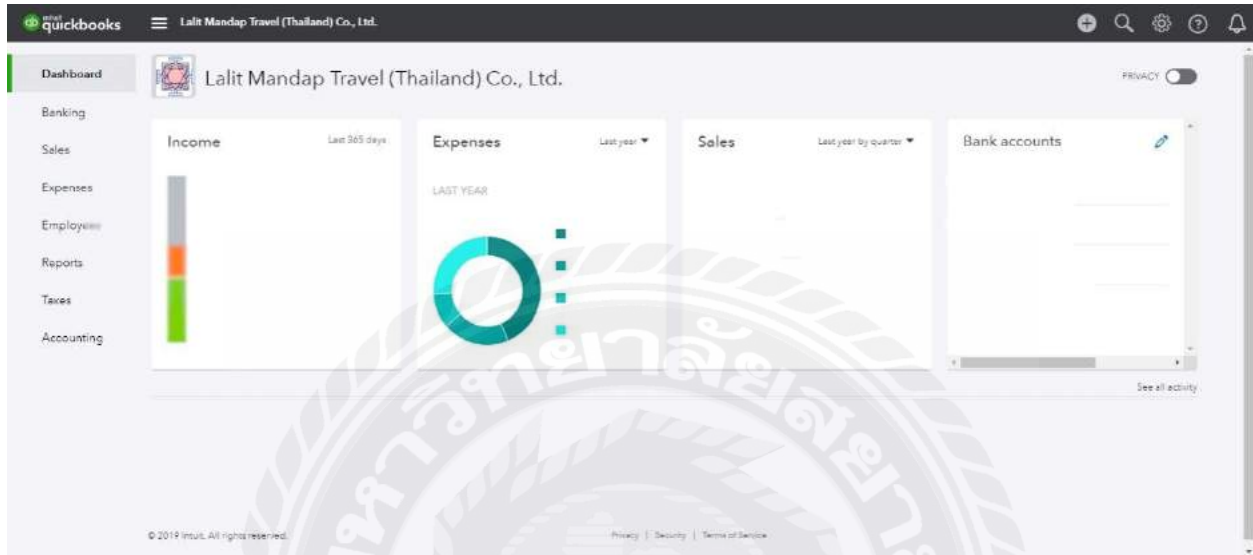 intuit quickbooks Lalit Mandap Travel (Thailand) Co., Ltd.
Dashboard
Banking
Sales
Expenses
Employees
Reports
Taxes
Accounting
Lalit Mandap Travel (Thailand) Co., Ltd.
PRIVACY
Income Last 365 days
Expenses Last year
LAST YEAR
Sales Last year by quarter
Bank accounts
See all activity
© 2019 Intuit. All rights reserved.
Privacy | Security | Terms of Service